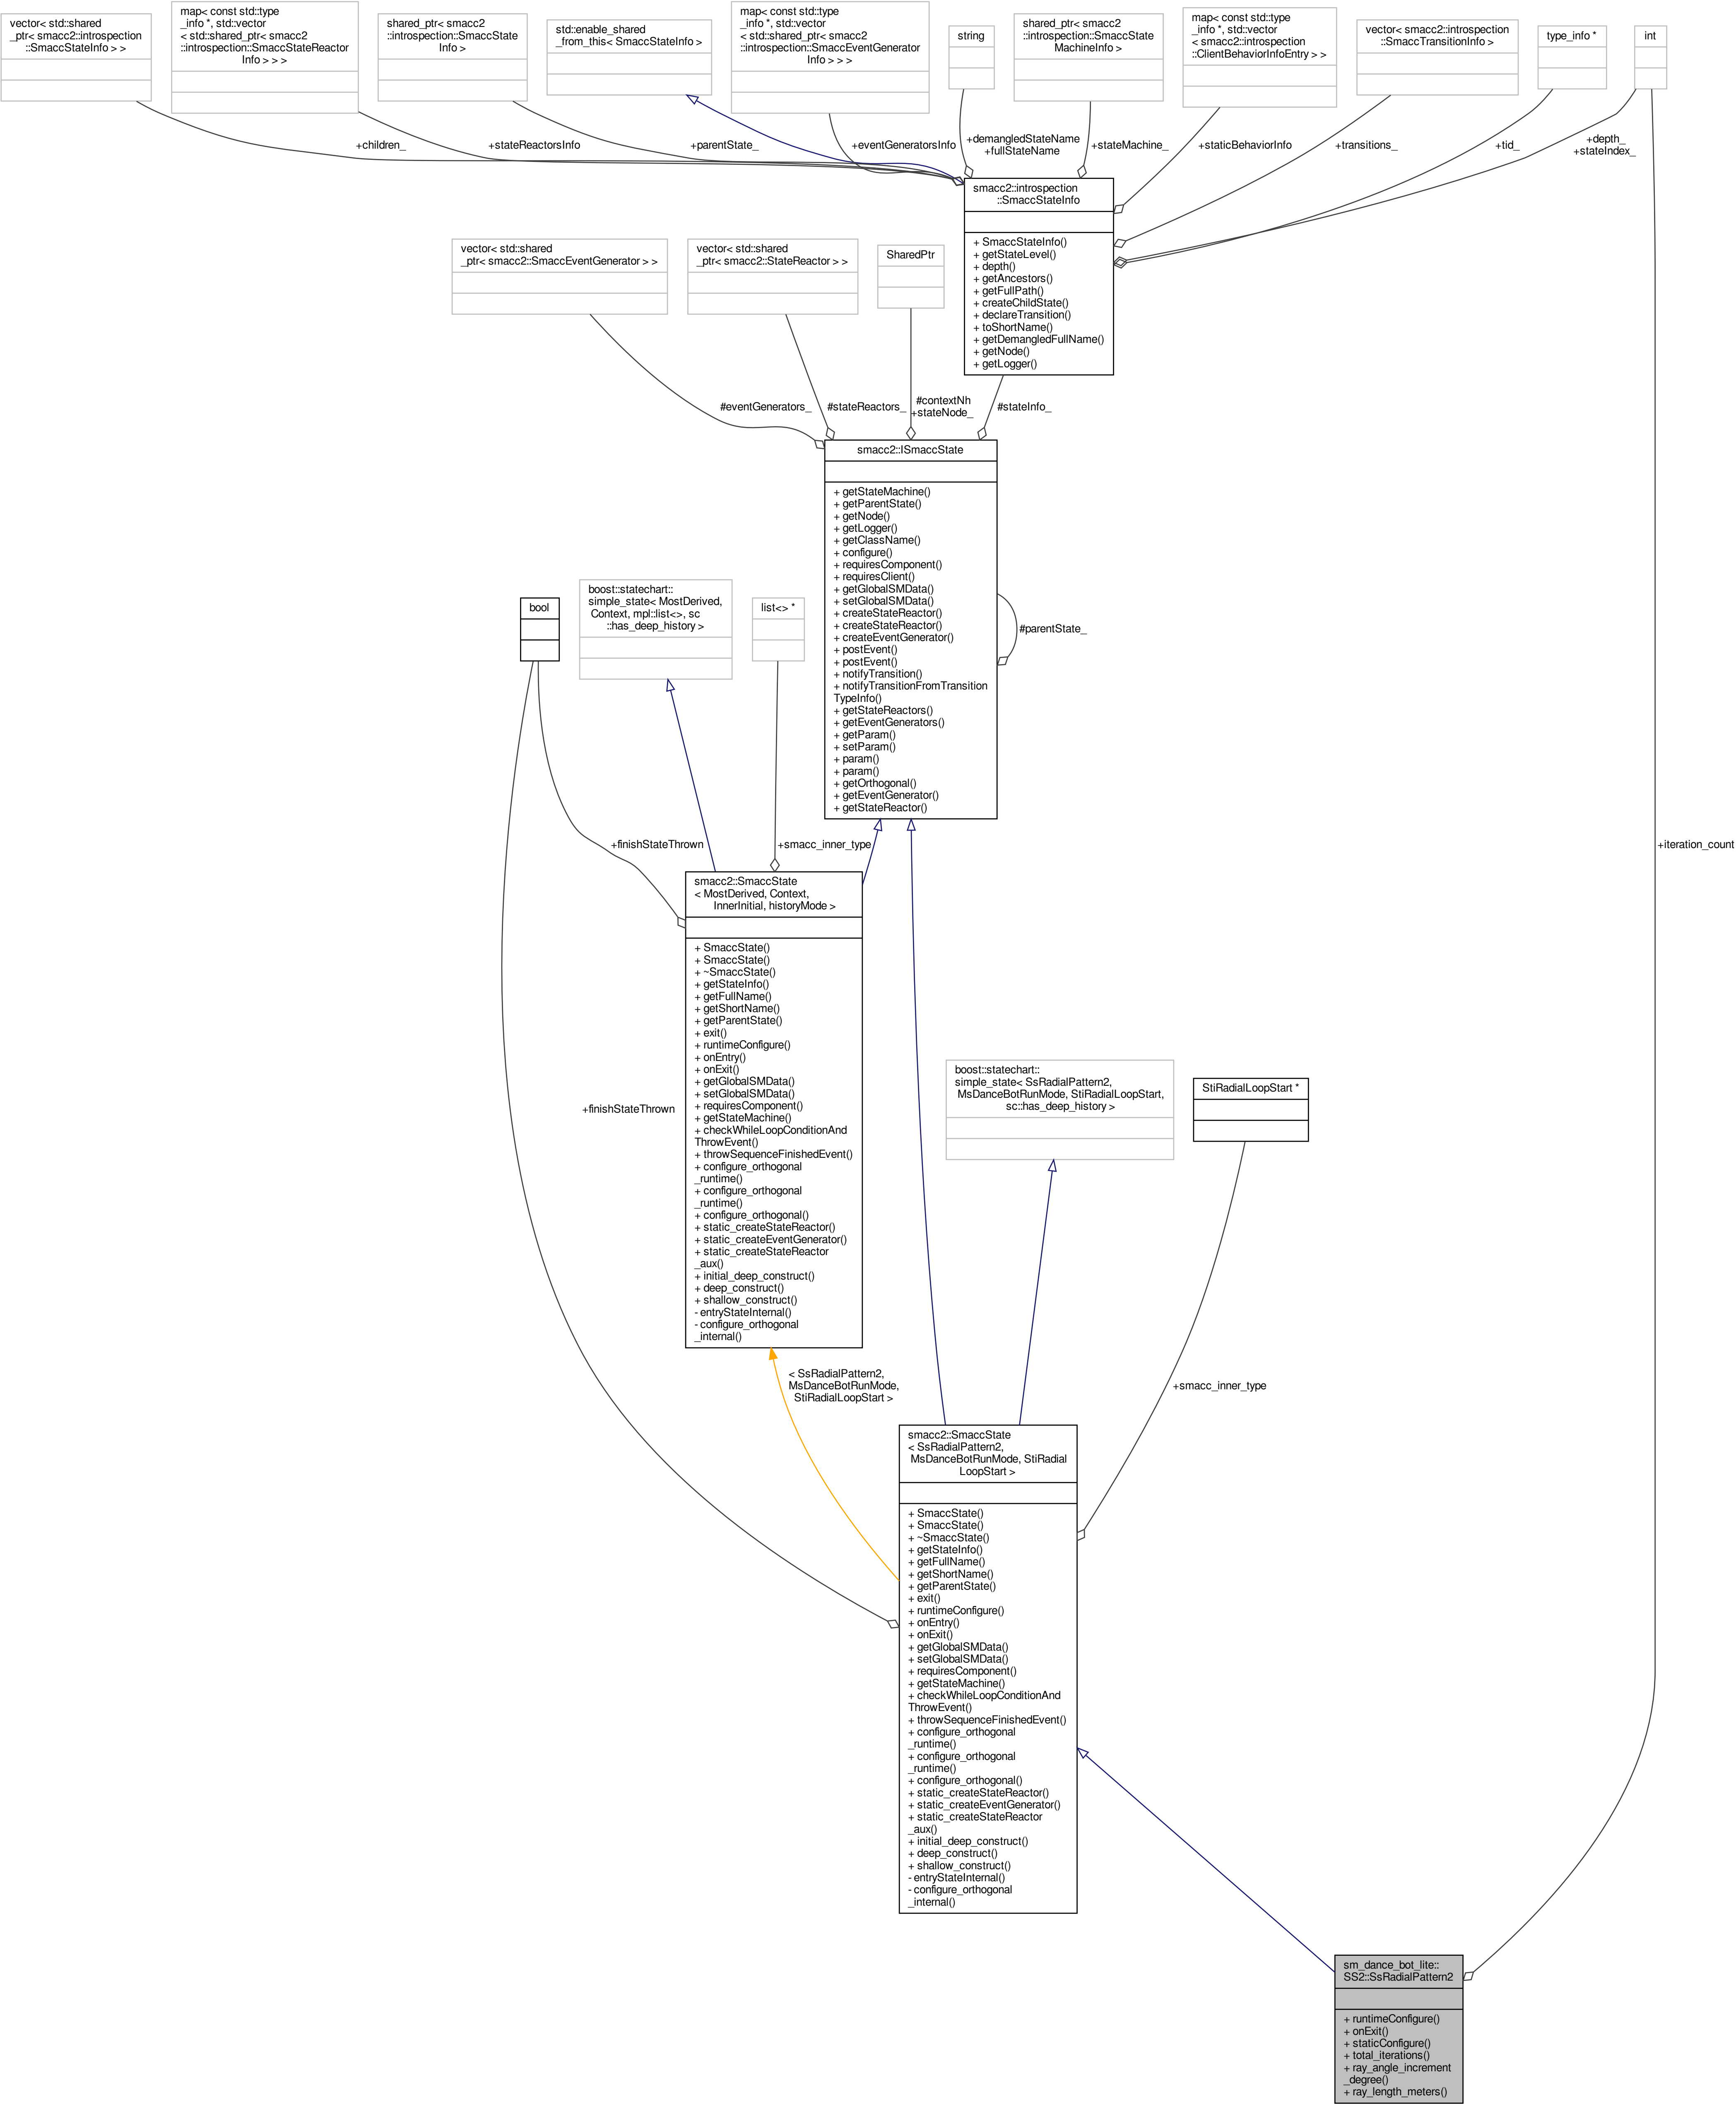 vector< std::shared
_ptr< smacc2::introspection
::SmaccStateInfo > >
map< const std::type
_info *, std::vector
< std::shared_ptr< smacc2
::introspection::SmaccStateReactor
Info > > >
shared_ptr< smacc2
::introspection::SmaccState
Info >
std::enable_shared
_from_this< SmaccStateInfo >
map< const std::type
_info *, std::vector
< std::shared_ptr< smacc2
::introspection::SmaccEventGenerator
Info > > >
string
shared_ptr< smacc2
::introspection::SmaccState
MachineInfo >
map< const std::type
_info *, std::vector
< smacc2::introspection
::ClientBehaviorInfoEntry > >
vector< smacc2::introspection
::SmaccTransitionInfo >
type_info *
int
+children_
+stateReactorsInfo
+parentState_
+eventGeneratorsInfo
+demangledStateName
+fullStateName
+stateMachine_
+staticBehaviorInfo
+transitions_
+tid_
+depth_
+stateIndex_
smacc2::introspection
::SmaccStateInfo
+ SmaccStateInfo()
+ getStateLevel()
+ depth()
+ getAncestors()
+ getFullPath()
+ createChildState()
+ declareTransition()
+ toShortName()
+ getDemangledFullName()
+ getNode()
+ getLogger()
vector< std::shared
_ptr< smacc2::SmaccEventGenerator > >
vector< std::shared
_ptr< smacc2::StateReactor > >
SharedPtr
#eventGenerators_
#stateReactors_
#contextNh
+stateNode_
#stateInfo_
smacc2::ISmaccState
+ getStateMachine()
+ getParentState()
+ getNode()
+ getLogger()
+ getClassName()
+ configure()
+ requiresComponent()
+ requiresClient()
+ getGlobalSMData()
+ setGlobalSMData()
+ createStateReactor()
+ createStateReactor()
+ createEventGenerator()
+ postEvent()
+ postEvent()
+ notifyTransition()
+ notifyTransitionFromTransition
TypeInfo()
+ getStateReactors()
+ getEventGenerators()
+ getParam()
+ setParam()
+ param()
+ param()
+ getOrthogonal()
+ getEventGenerator()
+ getStateReactor()
#parentState_
bool
boost::statechart::
simple_state< MostDerived,
Context, mpl::list<>, sc
::has_deep_history >
list<> *
+finishStateThrown
+smacc_inner_type
+iteration_count
smacc2::SmaccState
< MostDerived, Context,
InnerInitial, historyMode >
+ SmaccState()
+ SmaccState()
+ ~SmaccState()
+ getStateInfo()
+ getFullName()
+ getShortName()
+ getParentState()
+ exit()
+ runtimeConfigure()
+ onEntry()
+ onExit()
+ getGlobalSMData()
+ setGlobalSMData()
+ requiresComponent()
+ getStateMachine()
+ checkWhileLoopConditionAnd
ThrowEvent()
+ throwSequenceFinishedEvent()
+ configure_orthogonal
_runtime()
+ configure_orthogonal
_runtime()
+ configure_orthogonal()
+ static_createStateReactor()
+ static_createEventGenerator()
+ static_createStateReactor
_aux()
+ initial_deep_construct()
+ deep_construct()
+ shallow_construct()
- entryStateInternal()
- configure_orthogonal
_internal()
+finishStateThrown
boost::statechart::
simple_state< SsRadialPattern2,
MsDanceBotRunMode, StiRadialLoopStart,
sc::has_deep_history >
StiRadialLoopStart *
< SsRadialPattern2,
MsDanceBotRunMode,
StiRadialLoopStart >
+smacc_inner_type
smacc2::SmaccState
< SsRadialPattern2,
MsDanceBotRunMode, StiRadial
LoopStart >
+ SmaccState()
+ SmaccState()
+ ~SmaccState()
+ getStateInfo()
+ getFullName()
+ getShortName()
+ getParentState()
+ exit()
+ runtimeConfigure()
+ onEntry()
+ onExit()
+ getGlobalSMData()
+ setGlobalSMData()
+ requiresComponent()
+ getStateMachine()
+ checkWhileLoopConditionAnd
ThrowEvent()
+ throwSequenceFinishedEvent()
+ configure_orthogonal
_runtime()
+ configure_orthogonal
_runtime()
+ configure_orthogonal()
+ static_createStateReactor()
+ static_createEventGenerator()
+ static_createStateReactor
_aux()
+ initial_deep_construct()
+ deep_construct()
+ shallow_construct()
- entryStateInternal()
- configure_orthogonal
_internal()
sm_dance_bot_lite::
SS2::SsRadialPattern2
+ runtimeConfigure()
+ onExit()
+ staticConfigure()
+ total_iterations()
+ ray_angle_increment
_degree()
+ ray_length_meters()